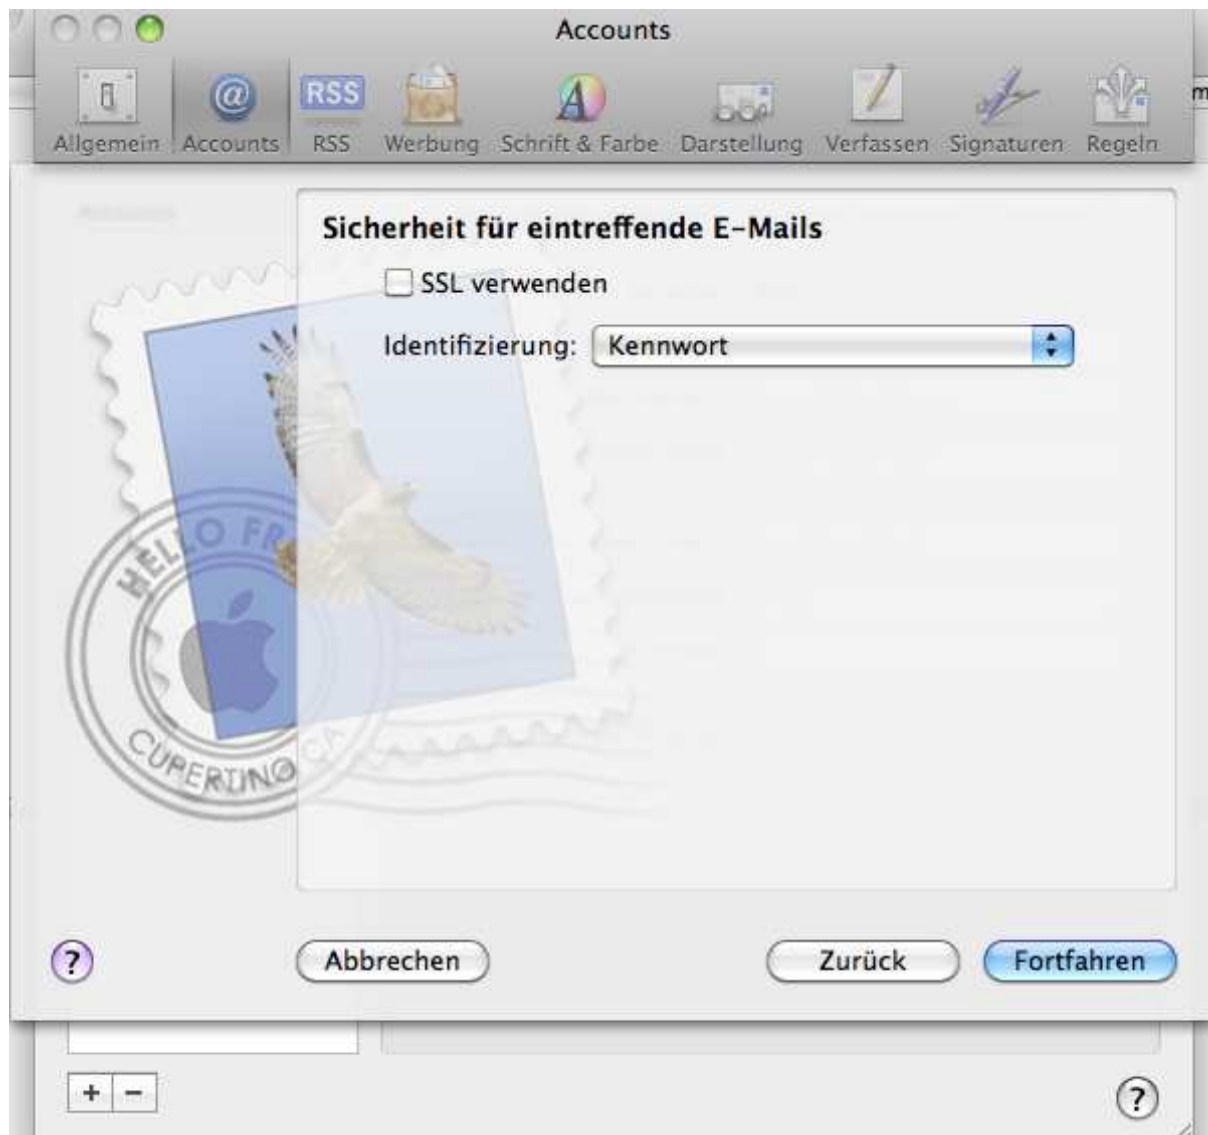 Accounts
RSS
Allgemein Accounts RSS Werbung Schrift & Farbe Darstellung Verfassen Signaturen Regeln
Sicherheit für eintreffende E-Mails
SSL verwenden
Identifizierung: Kennwort
HELLO FR
CUPERTINO CA
? Abbrechen Zurück Fortfahren
+ − ?